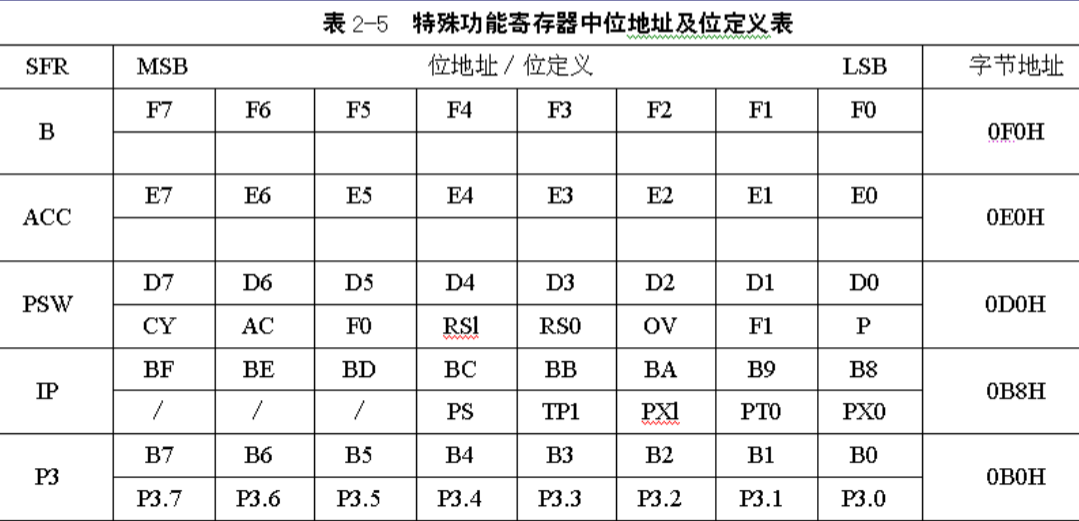 表 2-5 特殊功能寄存器中位地址及位定义表
SFR MSB 位地址 / 位定义 LSB 字节地址
B F7 F6 F5 F4 F3 F2 F1 F0 0F0H
ACC E7 E6 E5 E4 E3 E2 E1 E0 0E0H
PSW D7 D6 D5 D4 D3 D2 D1 D0 0D0H
CY AC F0 RSl RS0 OV F1 P
IP BF BE BD BC BB BA B9 B8 0B8H
/ / / PS TP1 PXl PT0 PX0
P3 B7 B6 B5 B4 B3 B2 B1 B0 0B0H
P3.7 P3.6 P3.5 P3.4 P3.3 P3.2 P3.1 P3.0